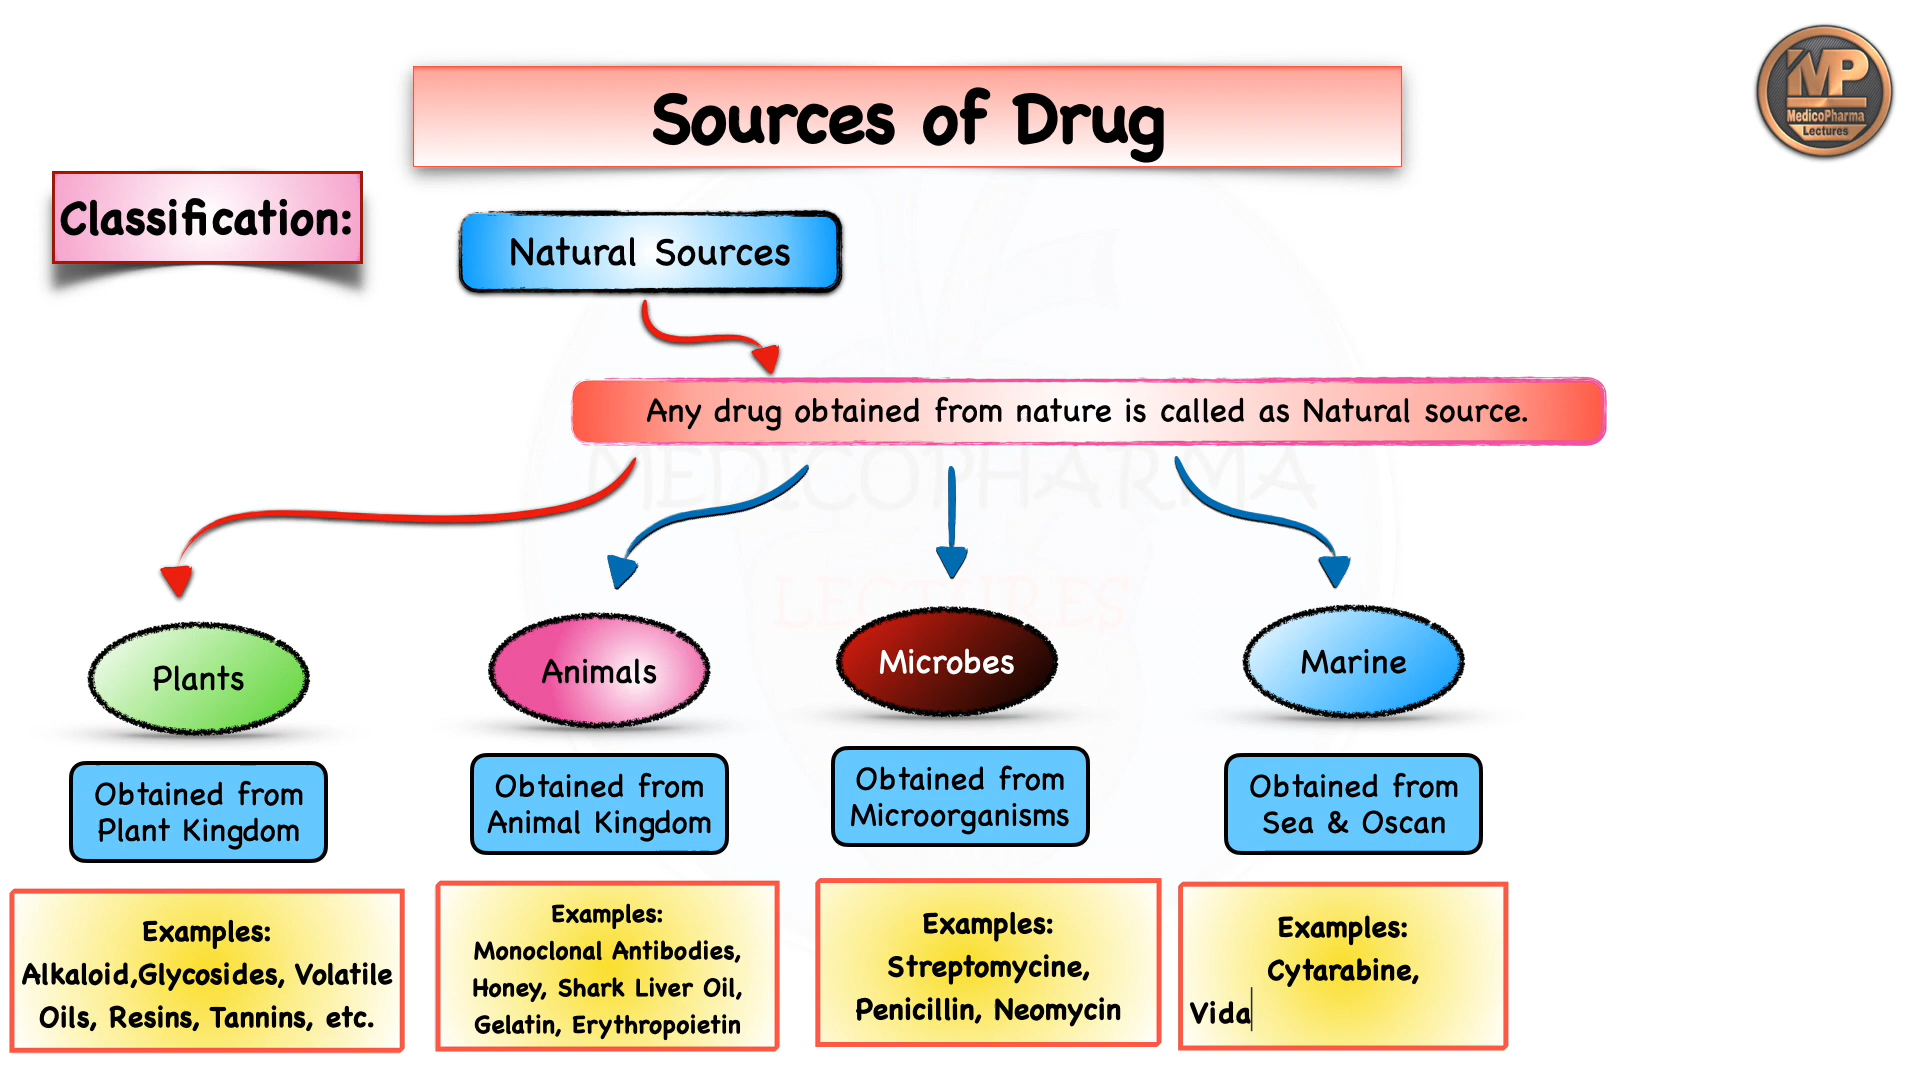 Sources of Drug
MP
MedicoPharma
Lectures
Classification:
Natural Sources
Any drug obtained from nature is called as Natural source.
MEDICOPHARMA
LECTURES
Plants
Animals
Microbes
Marine
Obtained from
Plant Kingdom
Obtained from
Animal Kingdom
Obtained from
Microorganisms
Obtained from
Sea & Oscan
Examples:
Alkaloid,Glycosides, Volatile
Oils, Resins, Tannins, etc.
Examples:
Monoclonal Antibodies,
Honey, Shark Liver Oil,
Gelatin, Erythropoietin
Examples:
Streptomycine,
Penicillin, Neomycin
Examples:
Cytarabine,
Vida